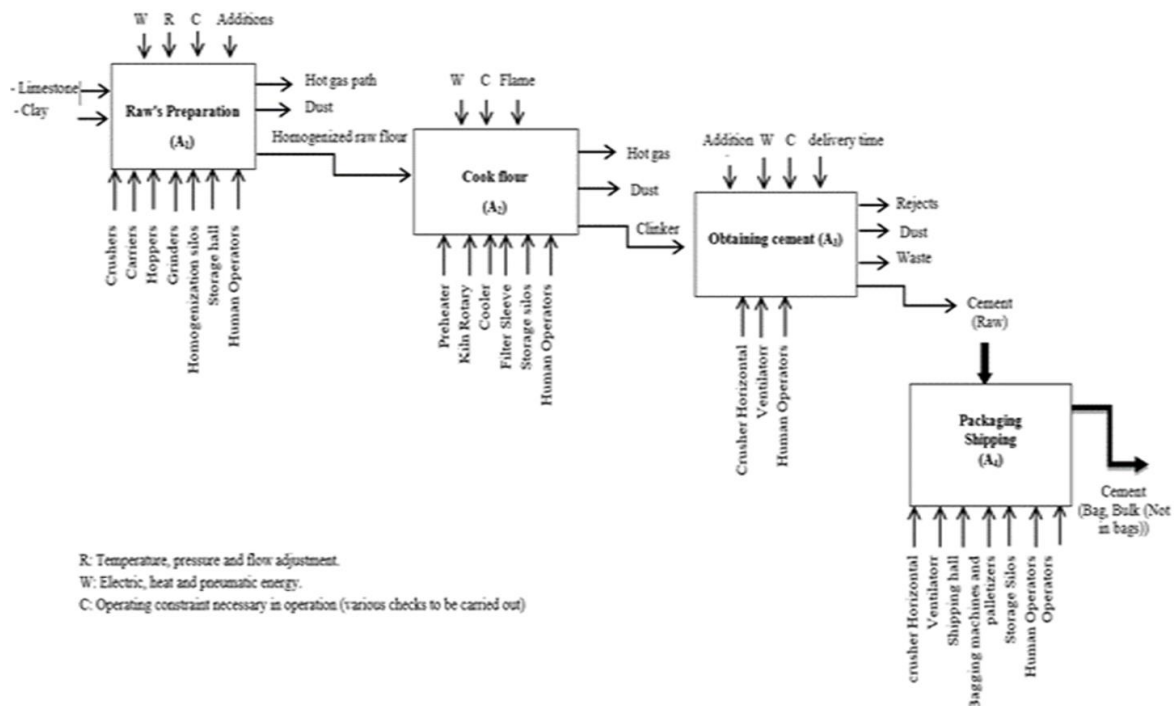 W R C Additions
- Limestone
- Clay
Raw's Preparation
(A₁)
Hot gas path
Dust
Homogenized raw flour
Crushers
Carriers
Hoppers
Grinders
Homogenization silos
Storage hall
Human Operators
W C Flame
Cook flour
(A₂)
Hot gas
Dust
Clinker
Preheater
Kiln Rotary
Cooler
Filter Sleeve
Storage silos
Human Operators
Addition W C delivery time
Obtaining cement (A₃)
Rejects
Dust
Waste
Cement
(Raw)
Crusher Horizontal
Ventilatorr
Human Operators
Packaging
Shipping
(A₄)
Cement
(Bag, Bulk (Not
in bags))
crusher Horizontal
Ventilatorr
Shipping hall
Bagging machines and
palletizers
Storage Silos
Human Operators
Operators
R: Temperature, pressure and flow adjustment.
W: Electric, heat and pneumatic energy.
C: Operating constraint necessary in operation (various checks to be carried out)